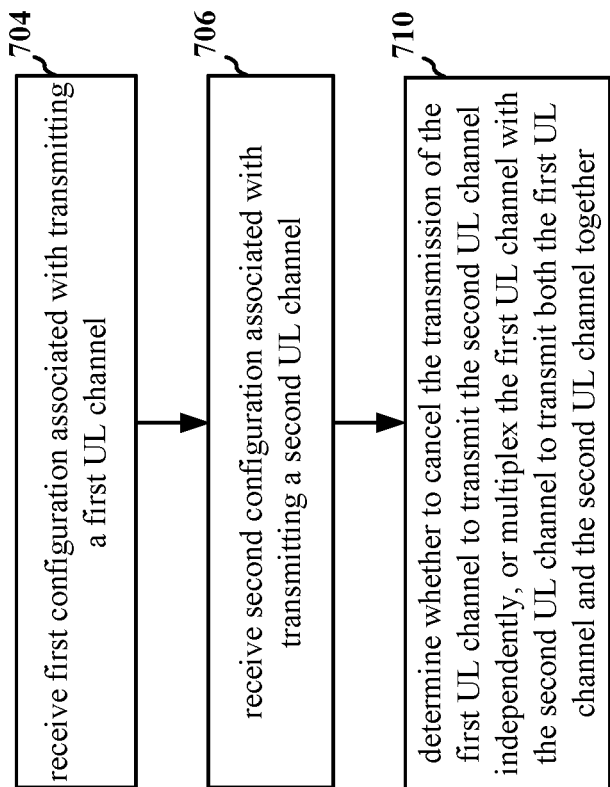 704
receive first configuration associated with transmitting
a first UL channel
706
receive second configuration associated with
transmitting a second UL channel
710
determine whether to cancel the transmission of the
first UL channel to transmit the second UL channel
independently, or multiplex the first UL channel with
the second UL channel to transmit both the first UL
channel and the second UL channel together